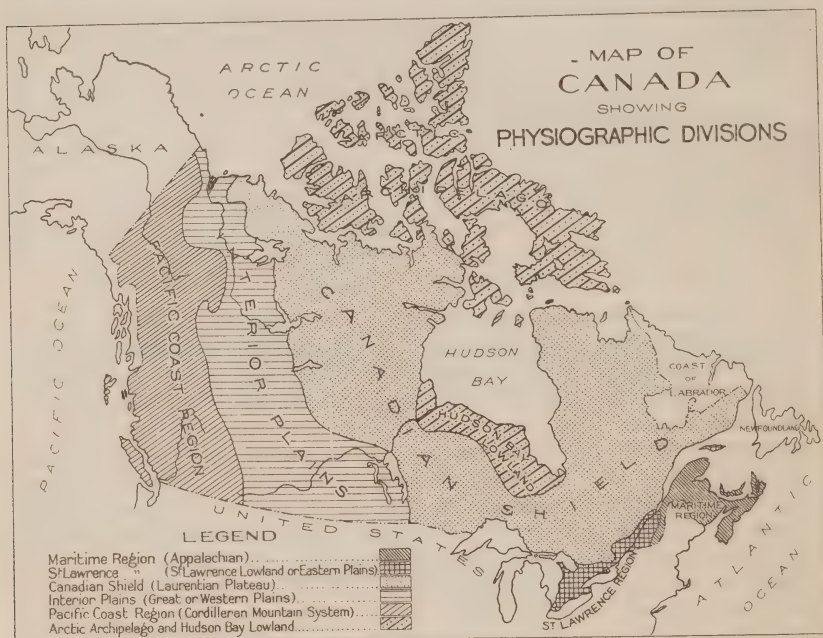 MAP OF
CANADA
SHOWING
PHYSIOGRAPHIC DIVISIONS
ARCTIC
OCEAN
ALASKA
PACIFIC OCEAN
PACIFIC COAST REGION
INTERIOR PLAINS
CANADIAN SHIELD
HUDSON
BAY
HUDSON BAY
LOWLAND
COAST
OF
LABRADOR
NEWFOUNDLAND
MARITIME
REGION
ST LAWRENCE REGION
ATLANTIC
OCEAN
UNITED STATES
LEGEND
Maritime Region (Appalachian)
St Lawrence " (St Lawrence Lowland or Eastern Plains)
Canadian Shield (Laurentian Plateau)
Interior Plains (Great or Western Plains)
Pacific Coast Region (Cordilleran Mountain System)
Arctic Archipelago and Hudson Bay Lowland